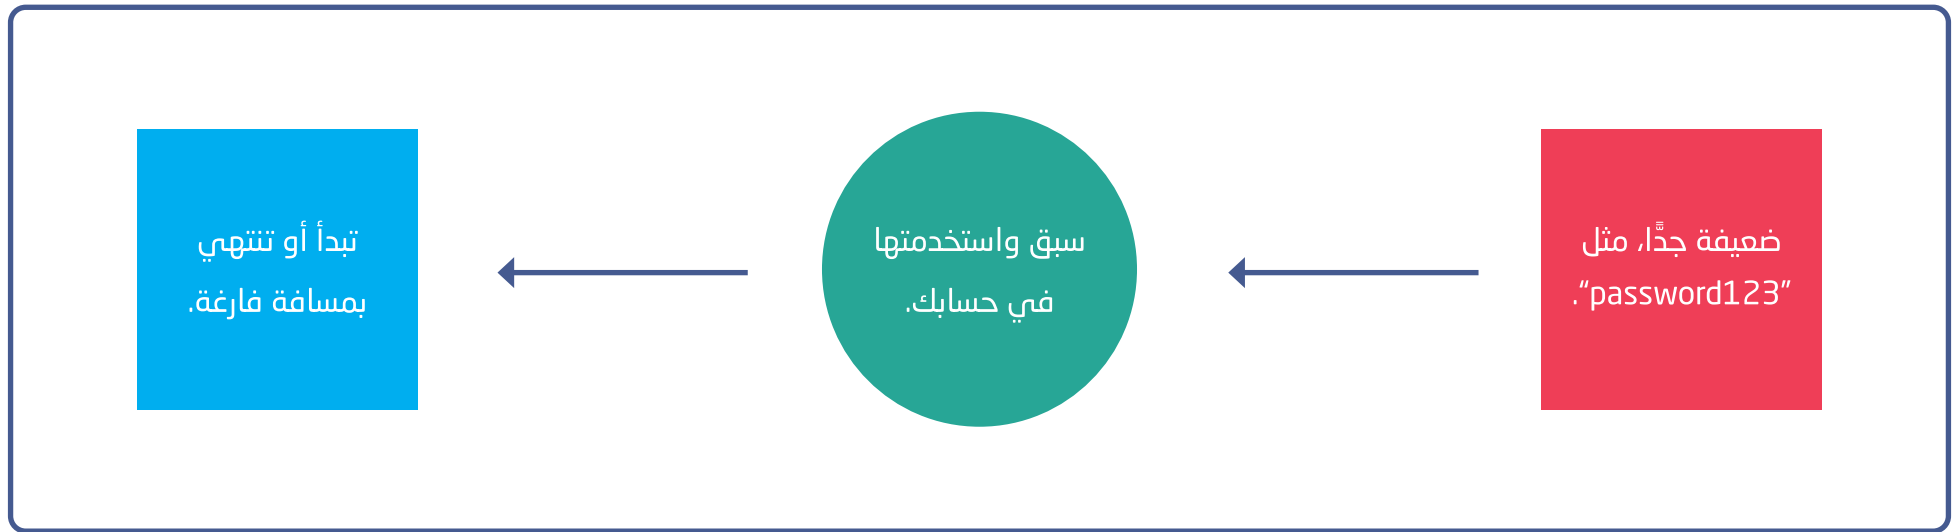 ضعيفة جدًّا، مثل
”password123“.
سبق واستخدمتها
في حسابك.
تبدأ أو تنتهي
بمسافة فارغة.